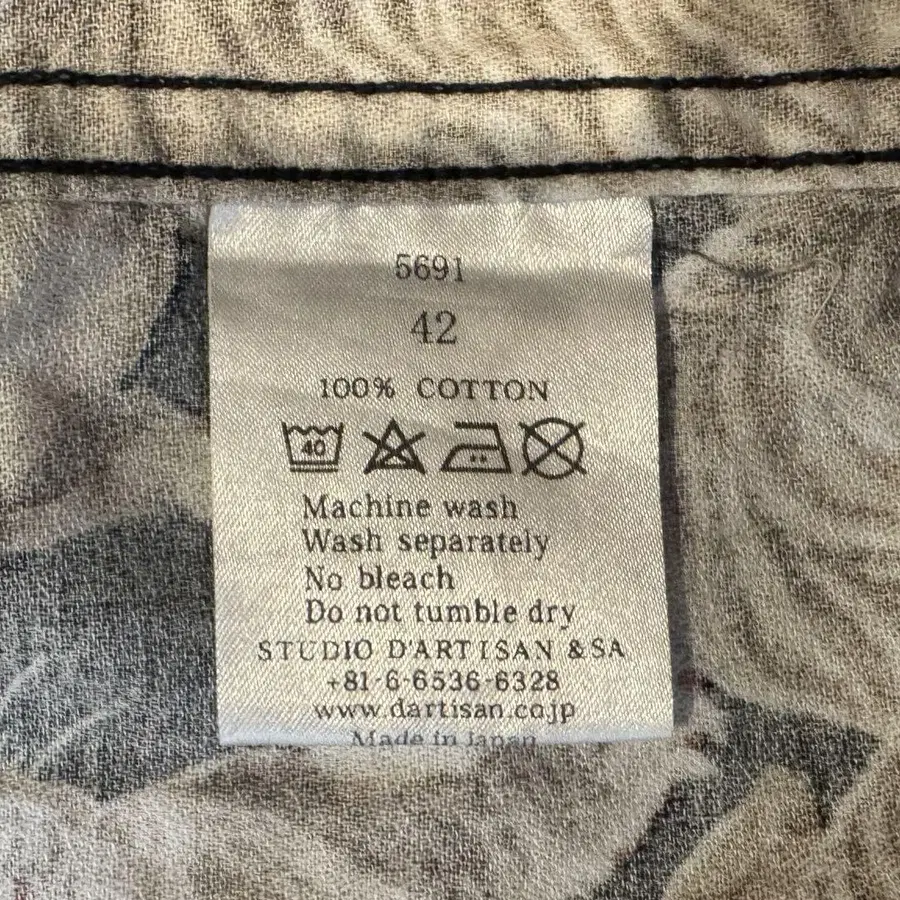 5691
42
100% COTTON
40
Machine wash
Wash separately
No bleach
Do not tumble dry
STUDIO D'ARTISAN &SA
+81-6-6536-6328
www.dartisan.co.jp
Made in Japan